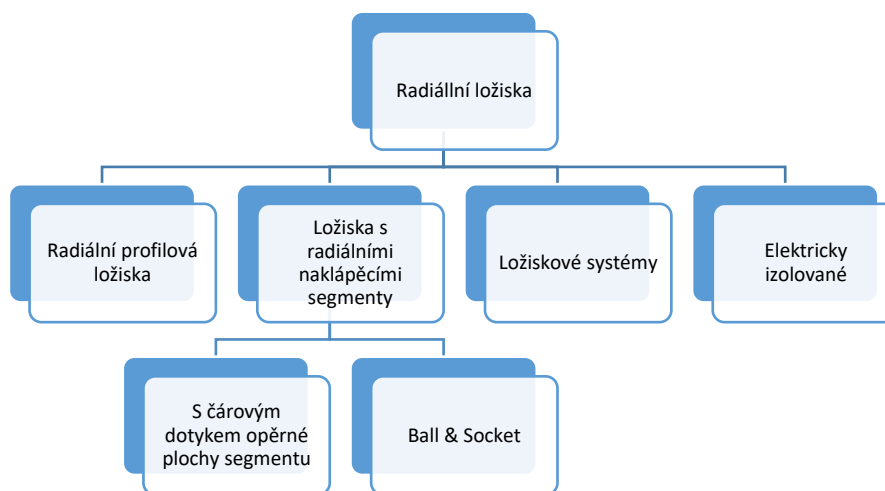 Radiállní ložiska
Radiální profilová
ložiska
Ložiska s
radiálními
naklápěcími
segmenty
Ložiskové systémy
Elektricky
izolované
S čárovým
dotykem opěrné
plochy segmentu
Ball & Socket